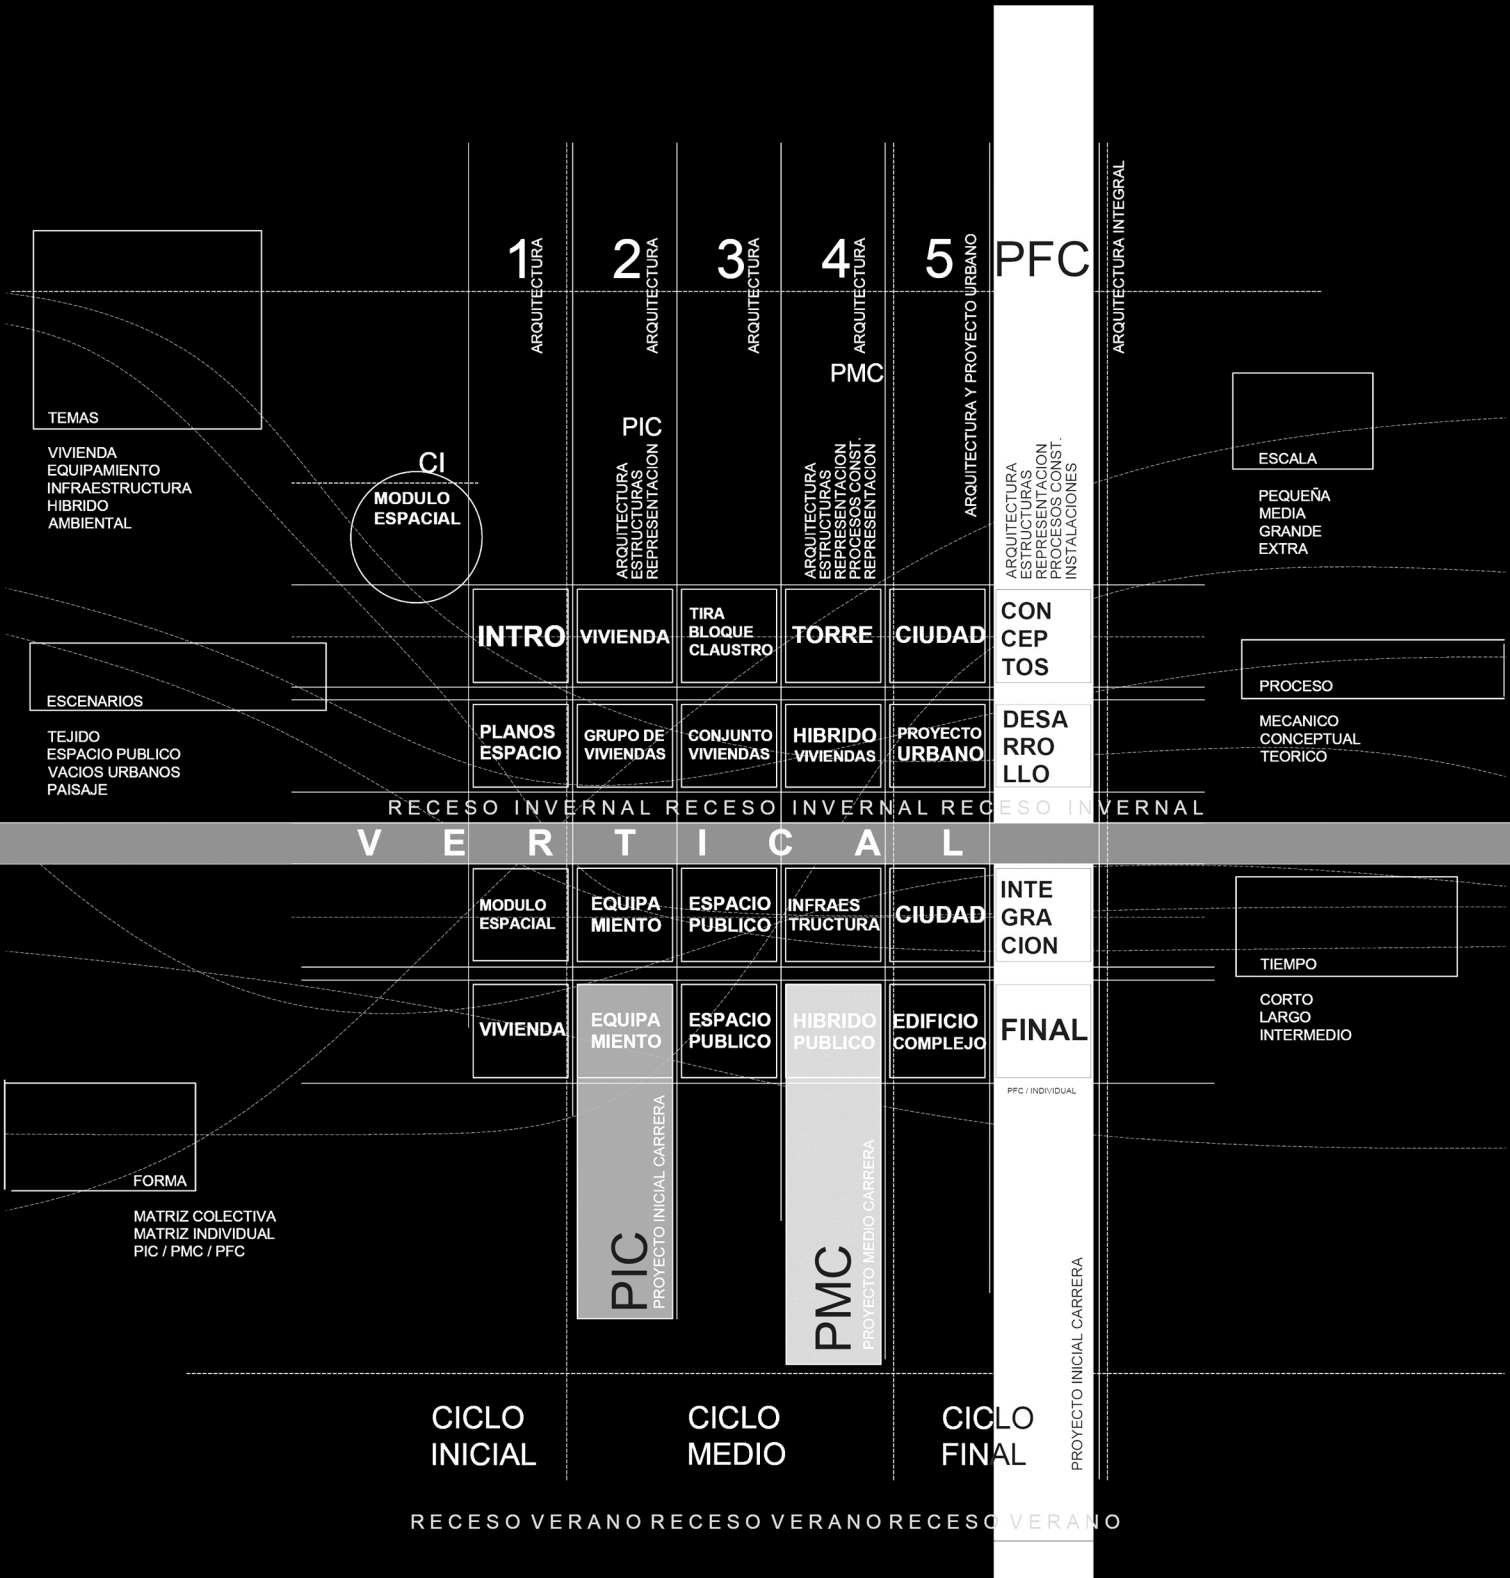 1
ARQUITECTURA
2
ARQUITECTURA
3
ARQUITECTURA
4
ARQUITECTURA
5
ARQUITECTURA Y PROYECTO URBANO
PFC
ARQUITECTURA INTEGRAL
TEMAS
VIVIENDA
EQUIPAMIENTO
INFRAESTRUCTURA
HIBRIDO
AMBIENTAL
CI
MODULO
ESPACIAL
PIC
ARQUITECTURA
ESTRUCTURAS
REPRESENTACION
PMC
ARQUITECTURA
ESTRUCTURAS
REPRESENTACION
PROCESOS CONST.
REPRESENTACION
ARQUITECTURA
ESTRUCTURAS
REPRESENTACION
PROCESOS CONST.
INSTALACIONES
ESCALA
PEQUEÑA
MEDIA
GRANDE
EXTRA
INTRO
VIVIENDA
TIRA
BLOQUE
CLAUSTRO
TORRE
CIUDAD
CON
CEP
TOS
ESCENARIOS
TEJIDO
ESPACIO PUBLICO
VACIOS URBANOS
PAISAJE
PLANOS
ESPACIO
GRUPO DE
VIVIENDAS
CONJUNTO
VIVIENDAS
HIBRIDO
VIVIENDAS
PROYECTO
URBANO
DESA
RRO
LLO
PROCESO
MECANICO
CONCEPTUAL
TEORICO
RECESO INVERNAL RECESO INVERNAL RECESO INVERNAL
VERTICAL
MODULO
ESPACIAL
EQUIPA
MIENTO
ESPACIO
PUBLICO
INFRAES
TRUCTURA
CIUDAD
INTE
GRA
CION
TIEMPO
CORTO
LARGO
INTERMEDIO
VIVIENDA
EQUIPA
MIENTO
ESPACIO
PUBLICO
HIBRIDO
PUBLICO
EDIFICIO
COMPLEJO
FINAL
PFC / INDIVIDUAL
FORMA
MATRIZ COLECTIVA
MATRIZ INDIVIDUAL
PIC / PMC / PFC
PIC
PROYECTO INICIAL CARRERA
PMC
PROYECTO MEDIO CARRERA
PROYECTO INICIAL CARRERA
CICLO
INICIAL
CICLO
MEDIO
CICLO
FINAL
RECESO VERANO RECESO VERANO RECESO VERANO